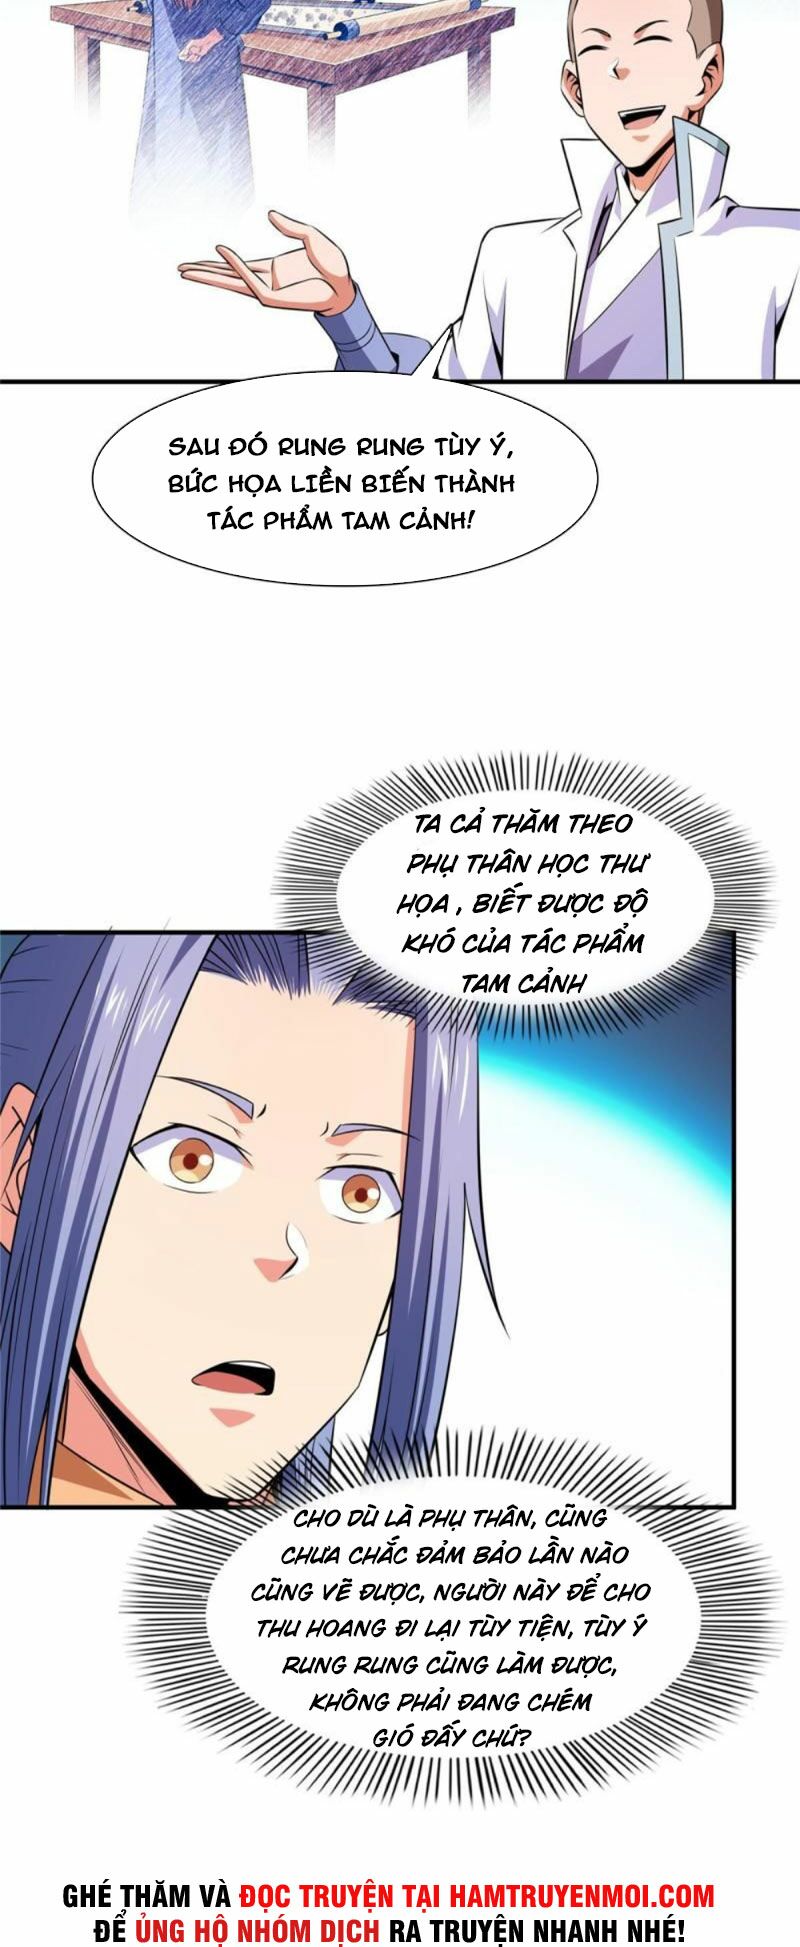 SAU ĐÓ RUNG RUNG TÙY Ý,
BỨC HỌA LIỀN BIẾN THÀNH
TÁC PHẨM TAM CẢNH!
TA CẢ THĂM THEO
PHỤ THÂN HỌC THƯ
HỌA, BIẾT ĐƯỢC ĐỘ
KHÓ CỦA TÁC PHẨM
TAM CẢNH
CHO DÙ LÀ PHỤ THÂN, CŨNG
CHƯA CHẮC ĐẢM BẢO LẦN NÀO
CŨNG VẼ ĐƯỢC, NGƯỜI NÀY ĐỂ CHO
THU HOANG ĐI LẠI TÙY TIỆN, TÙY Ý
RUNG RUNG CŨNG LÀM ĐƯỢC,
KHÔNG PHẢI ĐANG CHÉM
GIÓ ĐẤY CHỨ?
GHÉ THĂM VÀ ĐỌC TRUYỆN TẠI HAMTRUYENMOI.COM
ĐỂ ỦNG HỘ NHÓM DỊCH RA TRUYỆN NHANH NHÉ!